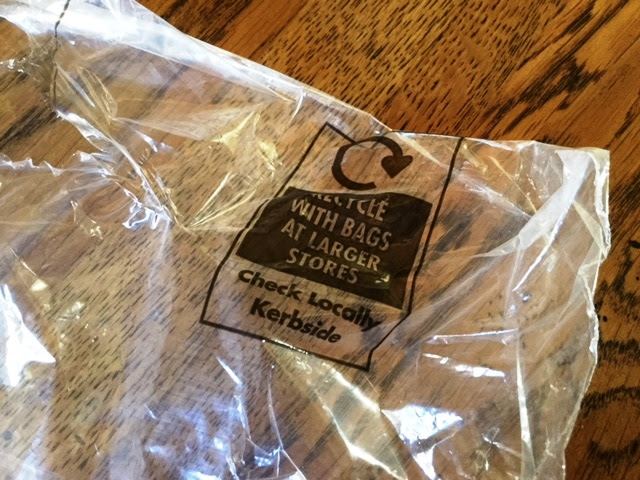 RECYCLE
WITH BAGS
AT LARGER
STORES
Check Locally
Kerbside